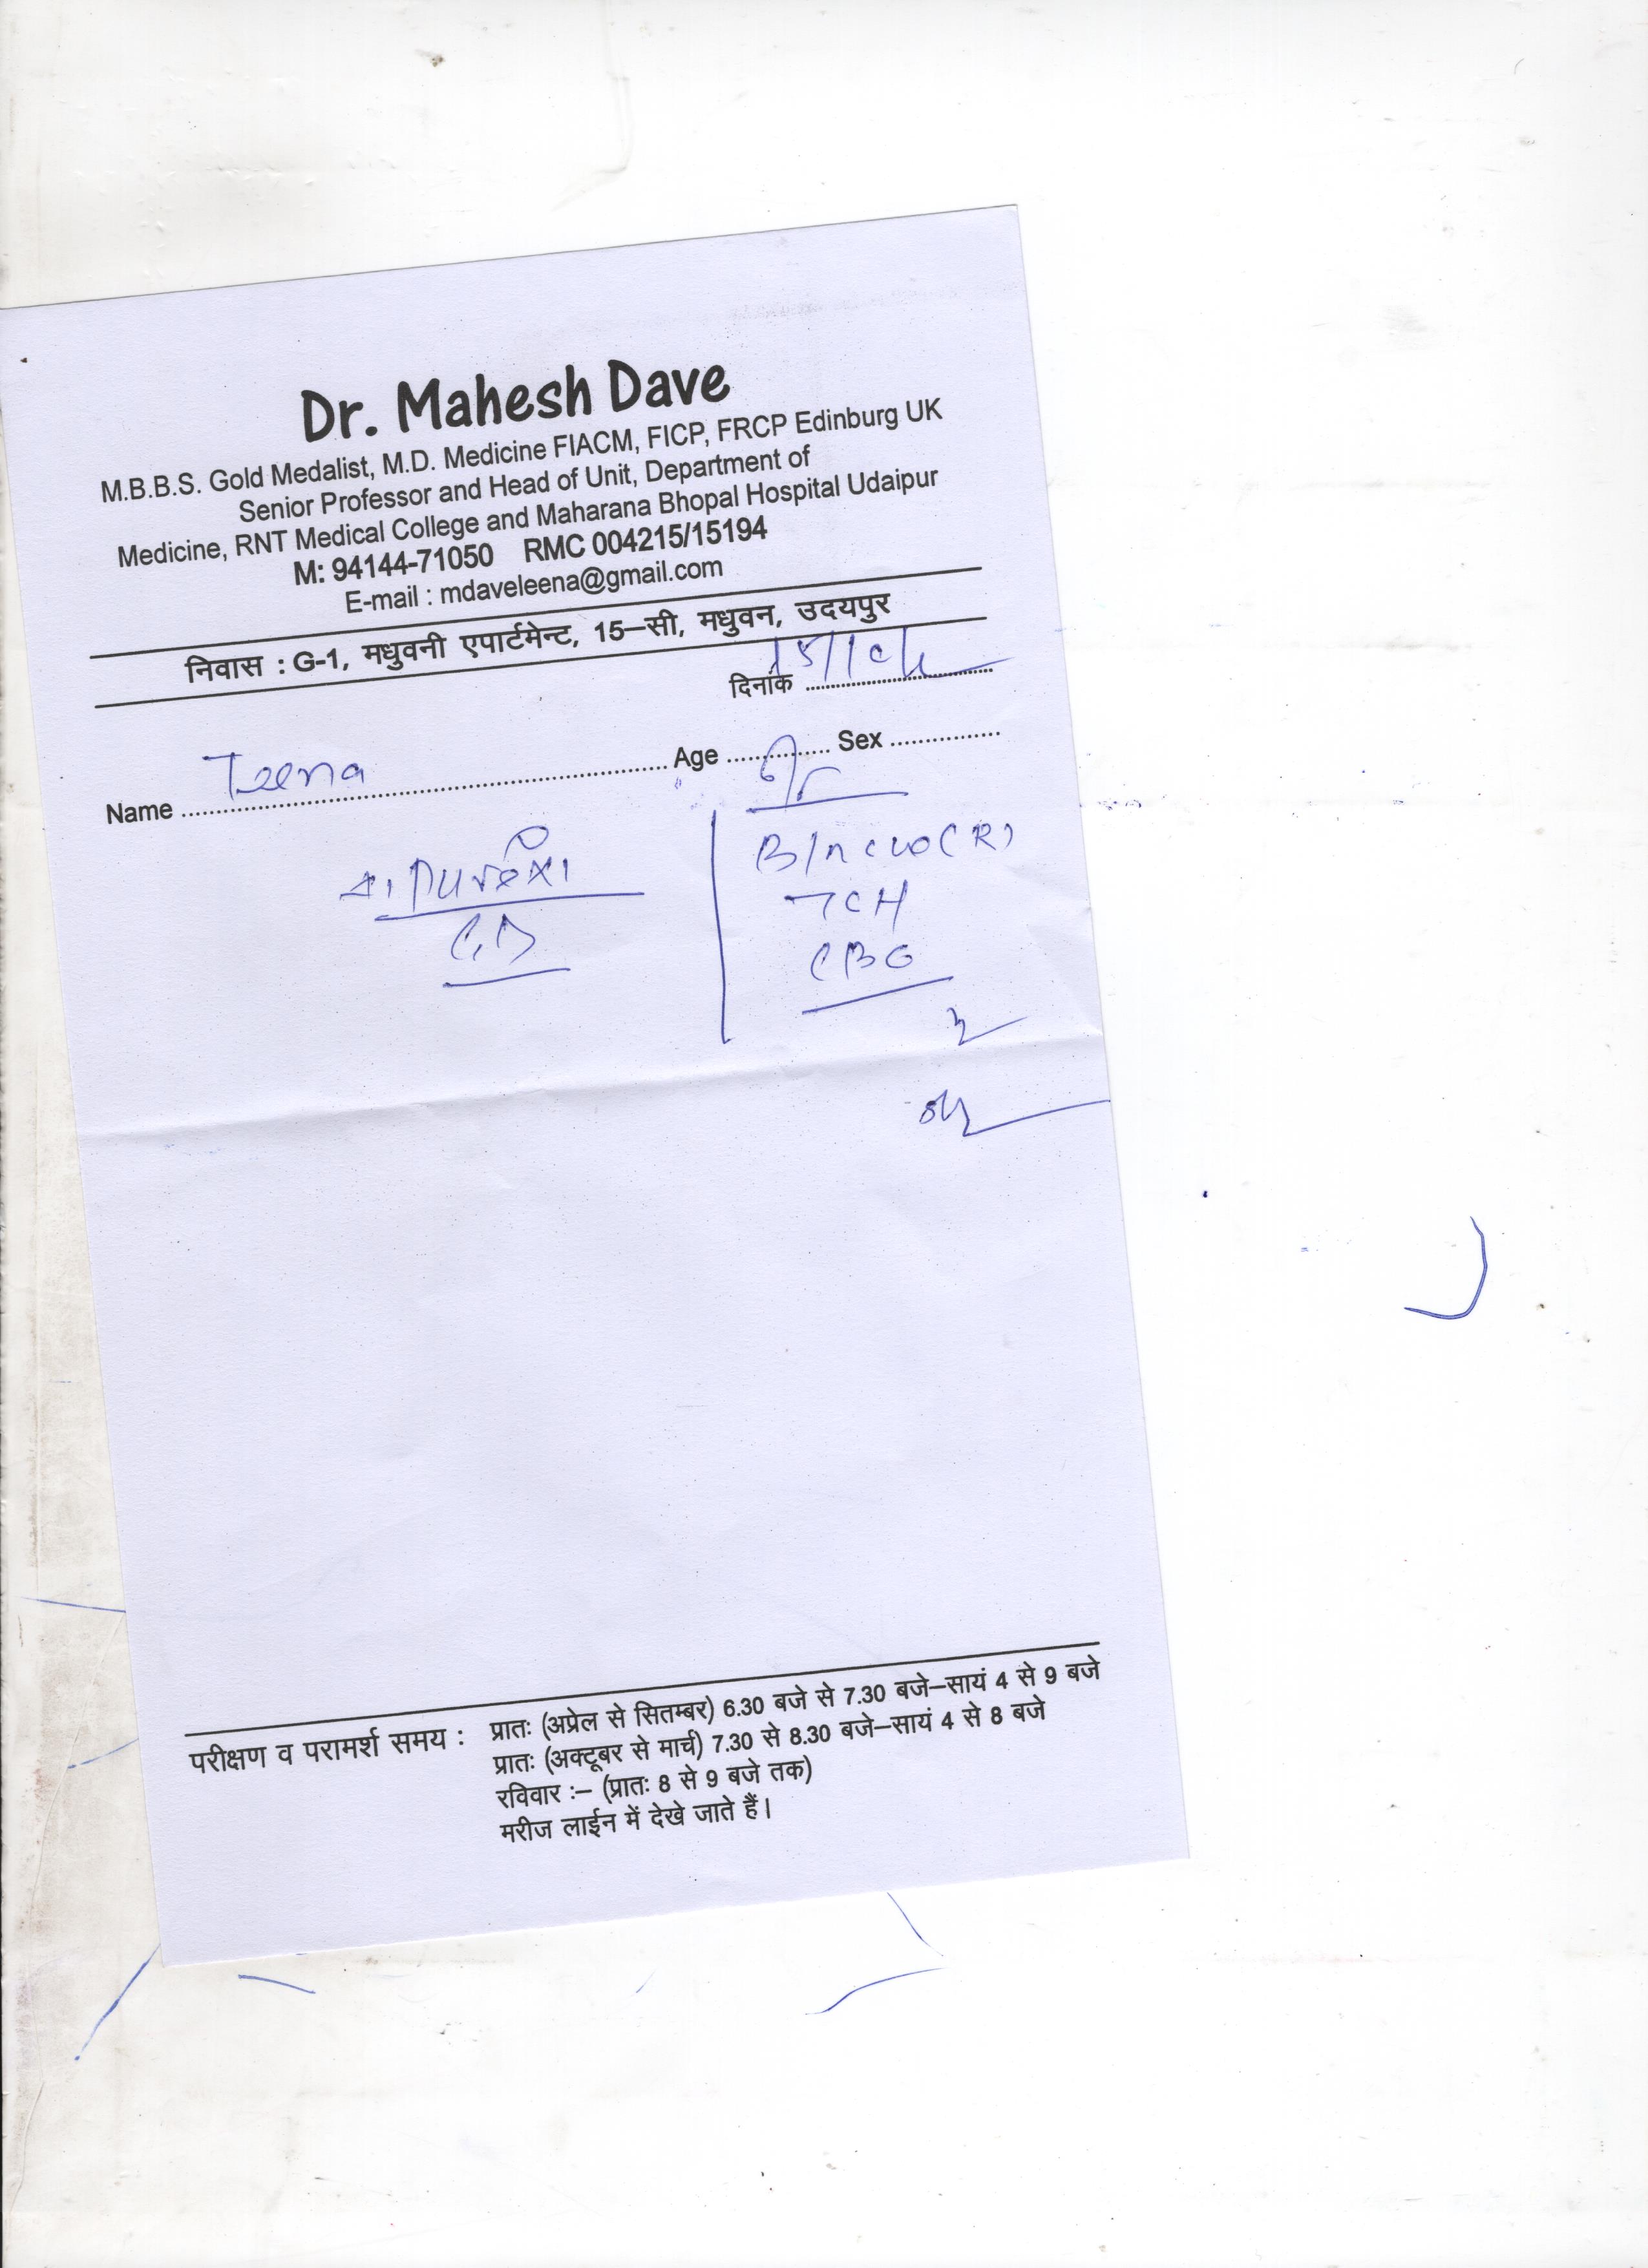 Dr. Mahesh Dave
M.B.B.S. Gold Medalist, M.D. Medicine FIACM, FICP, FRCP Edinburg UK
Senior Professor and Head of Unit, Department of
Medicine, RNT Medical College and Maharana Bhopal Hospital Udaipur
M: 94144-71050 RMC 004215/15194
E-mail : mdaveleena@gmail.com
निवास : G-1, मधुवनी एपार्टमेन्ट, 15–सी, मधुवन, उदयपुर
दिनांक
Name Teena Age Sex
TCH
CBG
परीक्षण व परामर्श समय : प्रातः (अप्रेल से सितम्बर) 6.30 बजे से 7.30 बजे–सायं 4 से 9 बजे
प्रातः (अक्टूबर से मार्च) 7.30 से 8.30 बजे–सायं 4 से 8 बजे
रविवार :– (प्रातः 8 से 9 बजे तक)
मरीज लाईन में देखे जाते हैं।